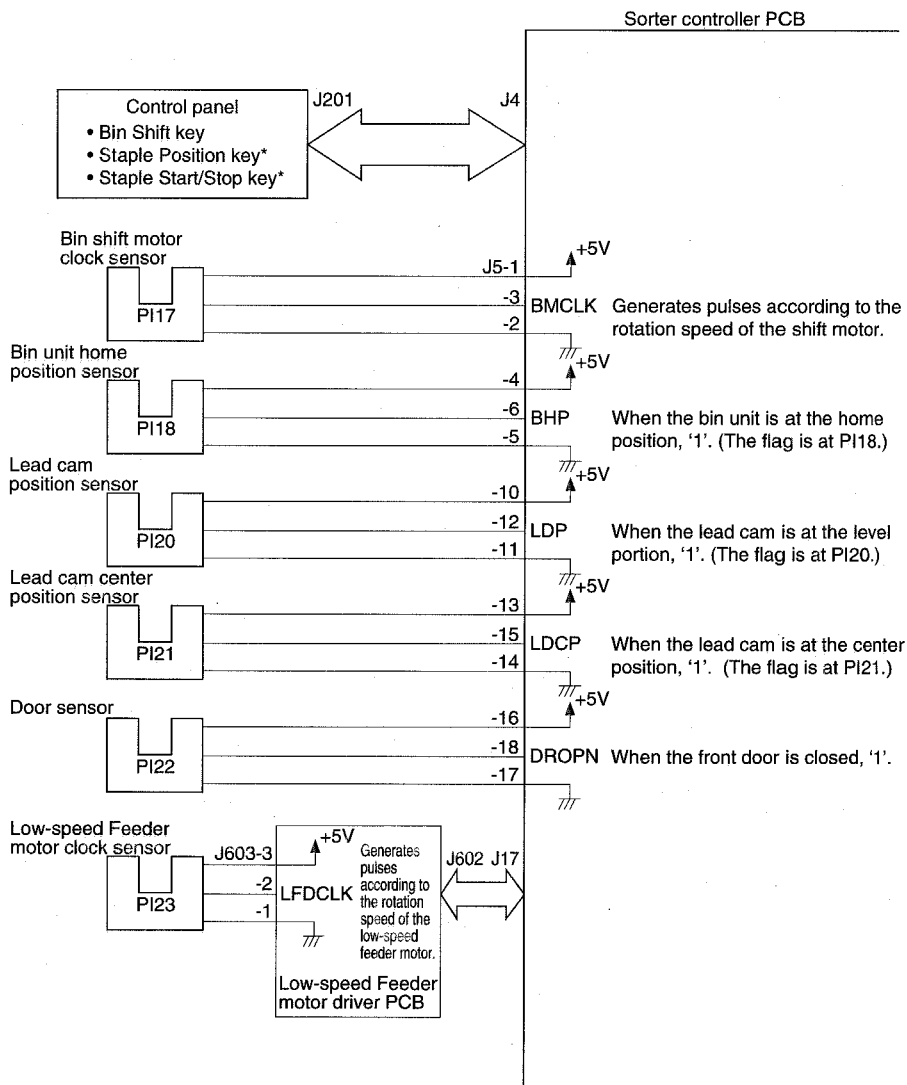 Sorter controller PCB
J201
J4
Control panel
• Bin Shift key
• Staple Position key*
• Staple Start/Stop key*
Bin shift motor
clock sensor
PI17
J5-1
+5V
-3
BMCLK
Generates pulses according to the
rotation speed of the shift motor.
-2
Bin unit home
position sensor
PI18
+5V
-4
-6
BHP
When the bin unit is at the home
position, ‘1’. (The flag is at PI18.)
-5
Lead cam
position sensor
PI20
+5V
-10
-12
LDP
When the lead cam is at the level
portion, ‘1’. (The flag is at PI20.)
-11
Lead cam center
position sensor
PI21
+5V
-13
-15
LDCP
When the lead cam is at the center
position, ‘1’. (The flag is at PI21.)
-14
Door sensor
PI22
+5V
-16
-18
DROPN
When the front door is closed, ‘1’.
-17
Low-speed Feeder
motor clock sensor
PI23
J603-3
-2
-1
+5V
LFDCLK
Generates
pulses
according to
the rotation
speed of the
low-speed
feeder motor.
Low-speed Feeder
motor driver PCB
J602
J17